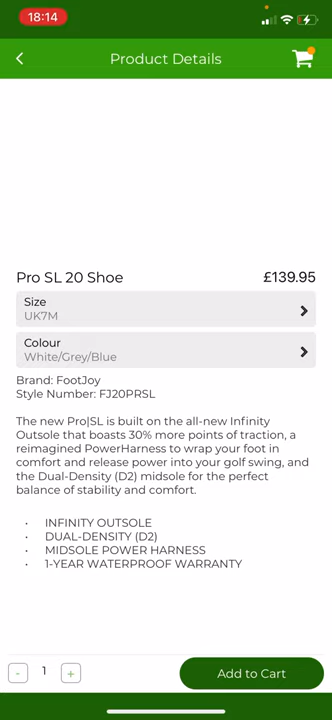 18:14
Product Details
Pro SL 20 Shoe £139.95
Size
UK7M
Colour
White/Grey/Blue
Brand: FootJoy
Style Number: FJ20PRSL
The new Pro|SL is built on the all-new Infinity
Outsole that boasts 30% more points of traction, a
reimagined PowerHarness to wrap your foot in
comfort and release power into your golf swing, and
the Dual-Density (D2) midsole for the perfect
balance of stability and comfort.
• INFINITY OUTSOLE
• DUAL-DENSITY (D2)
• MIDSOLE POWER HARNESS
• 1-YEAR WATERPROOF WARRANTY
- 1 + Add to Cart